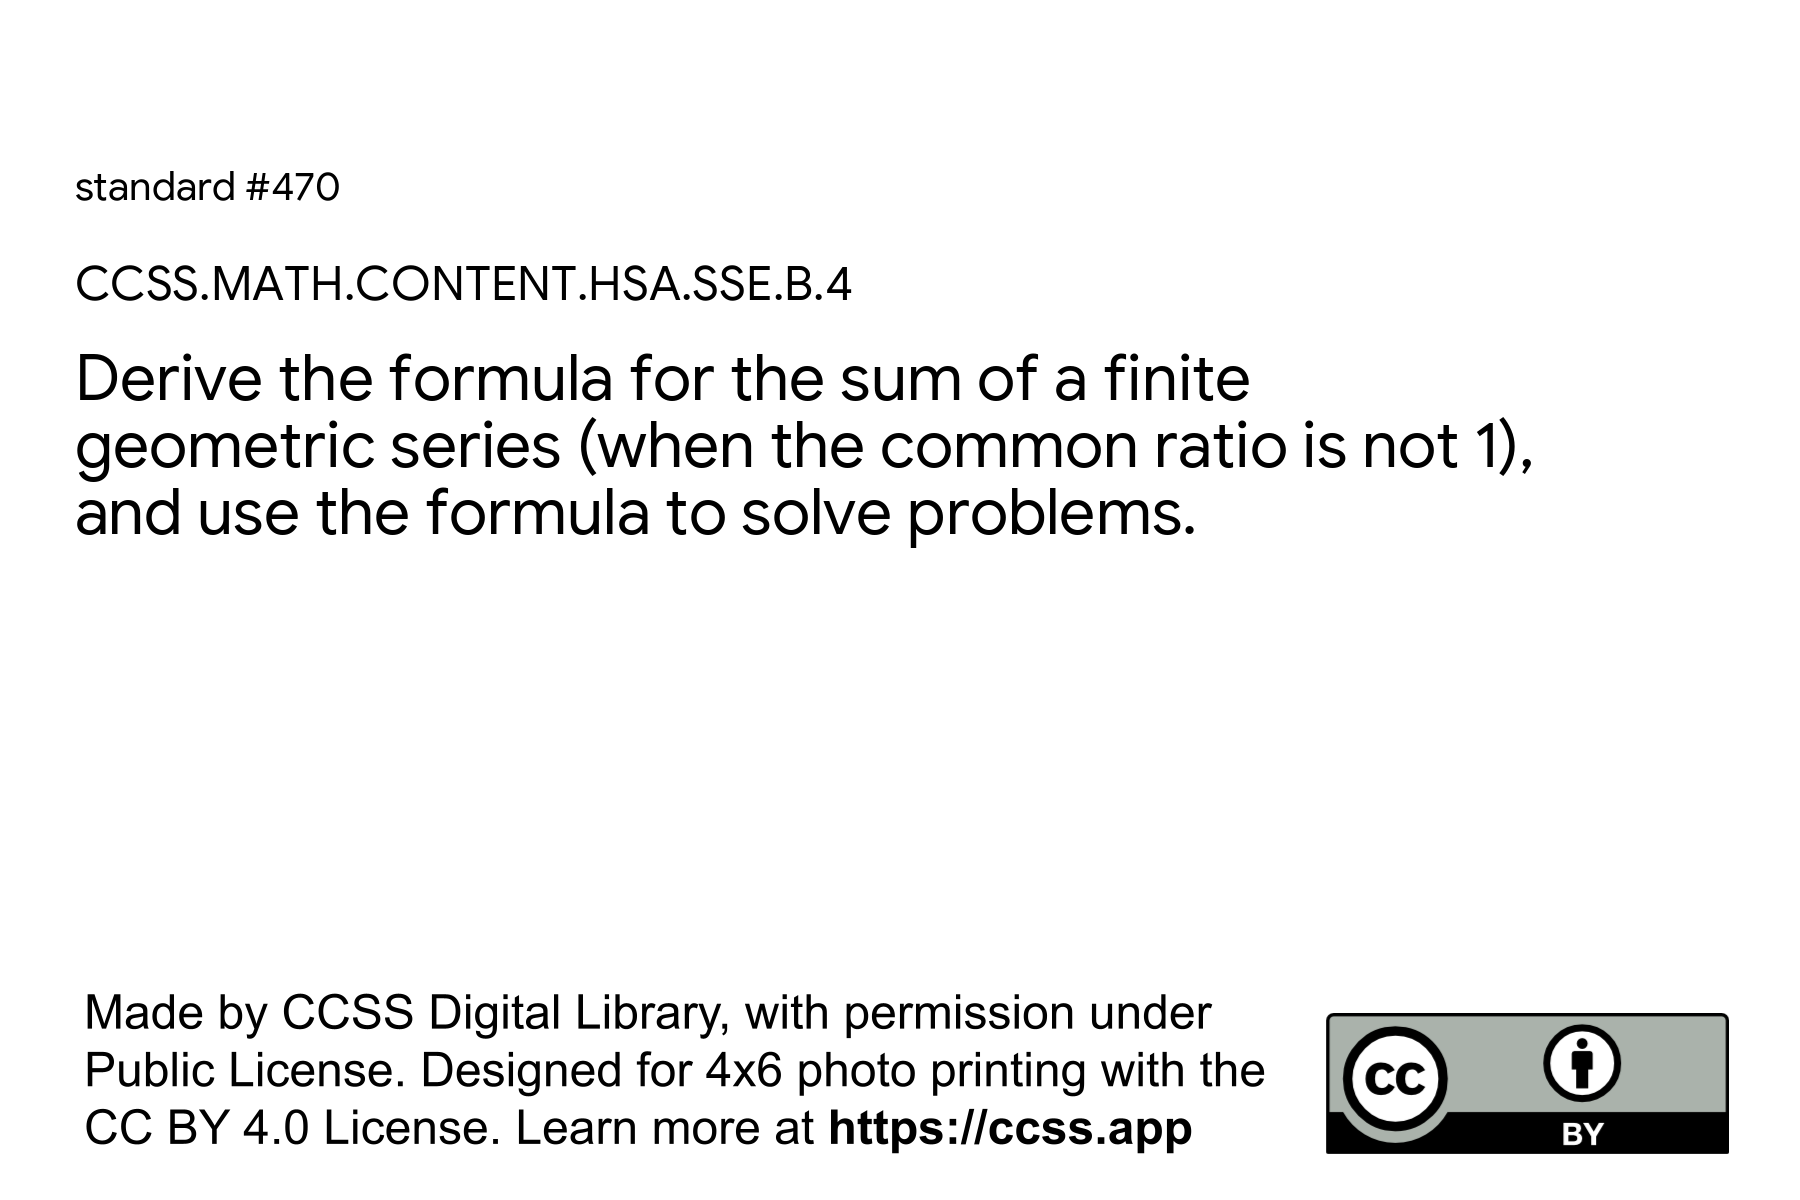 standard #470
CCSS.MATH.CONTENT.HSA.SSE.B.4
Derive the formula for the sum of a finite
geometric series (when the common ratio is not 1),
and use the formula to solve problems.
Made by CCSS Digital Library, with permission under
Public License. Designed for 4x6 photo printing with the
CC BY 4.0 License. Learn more at https://ccss.app
CC
BY